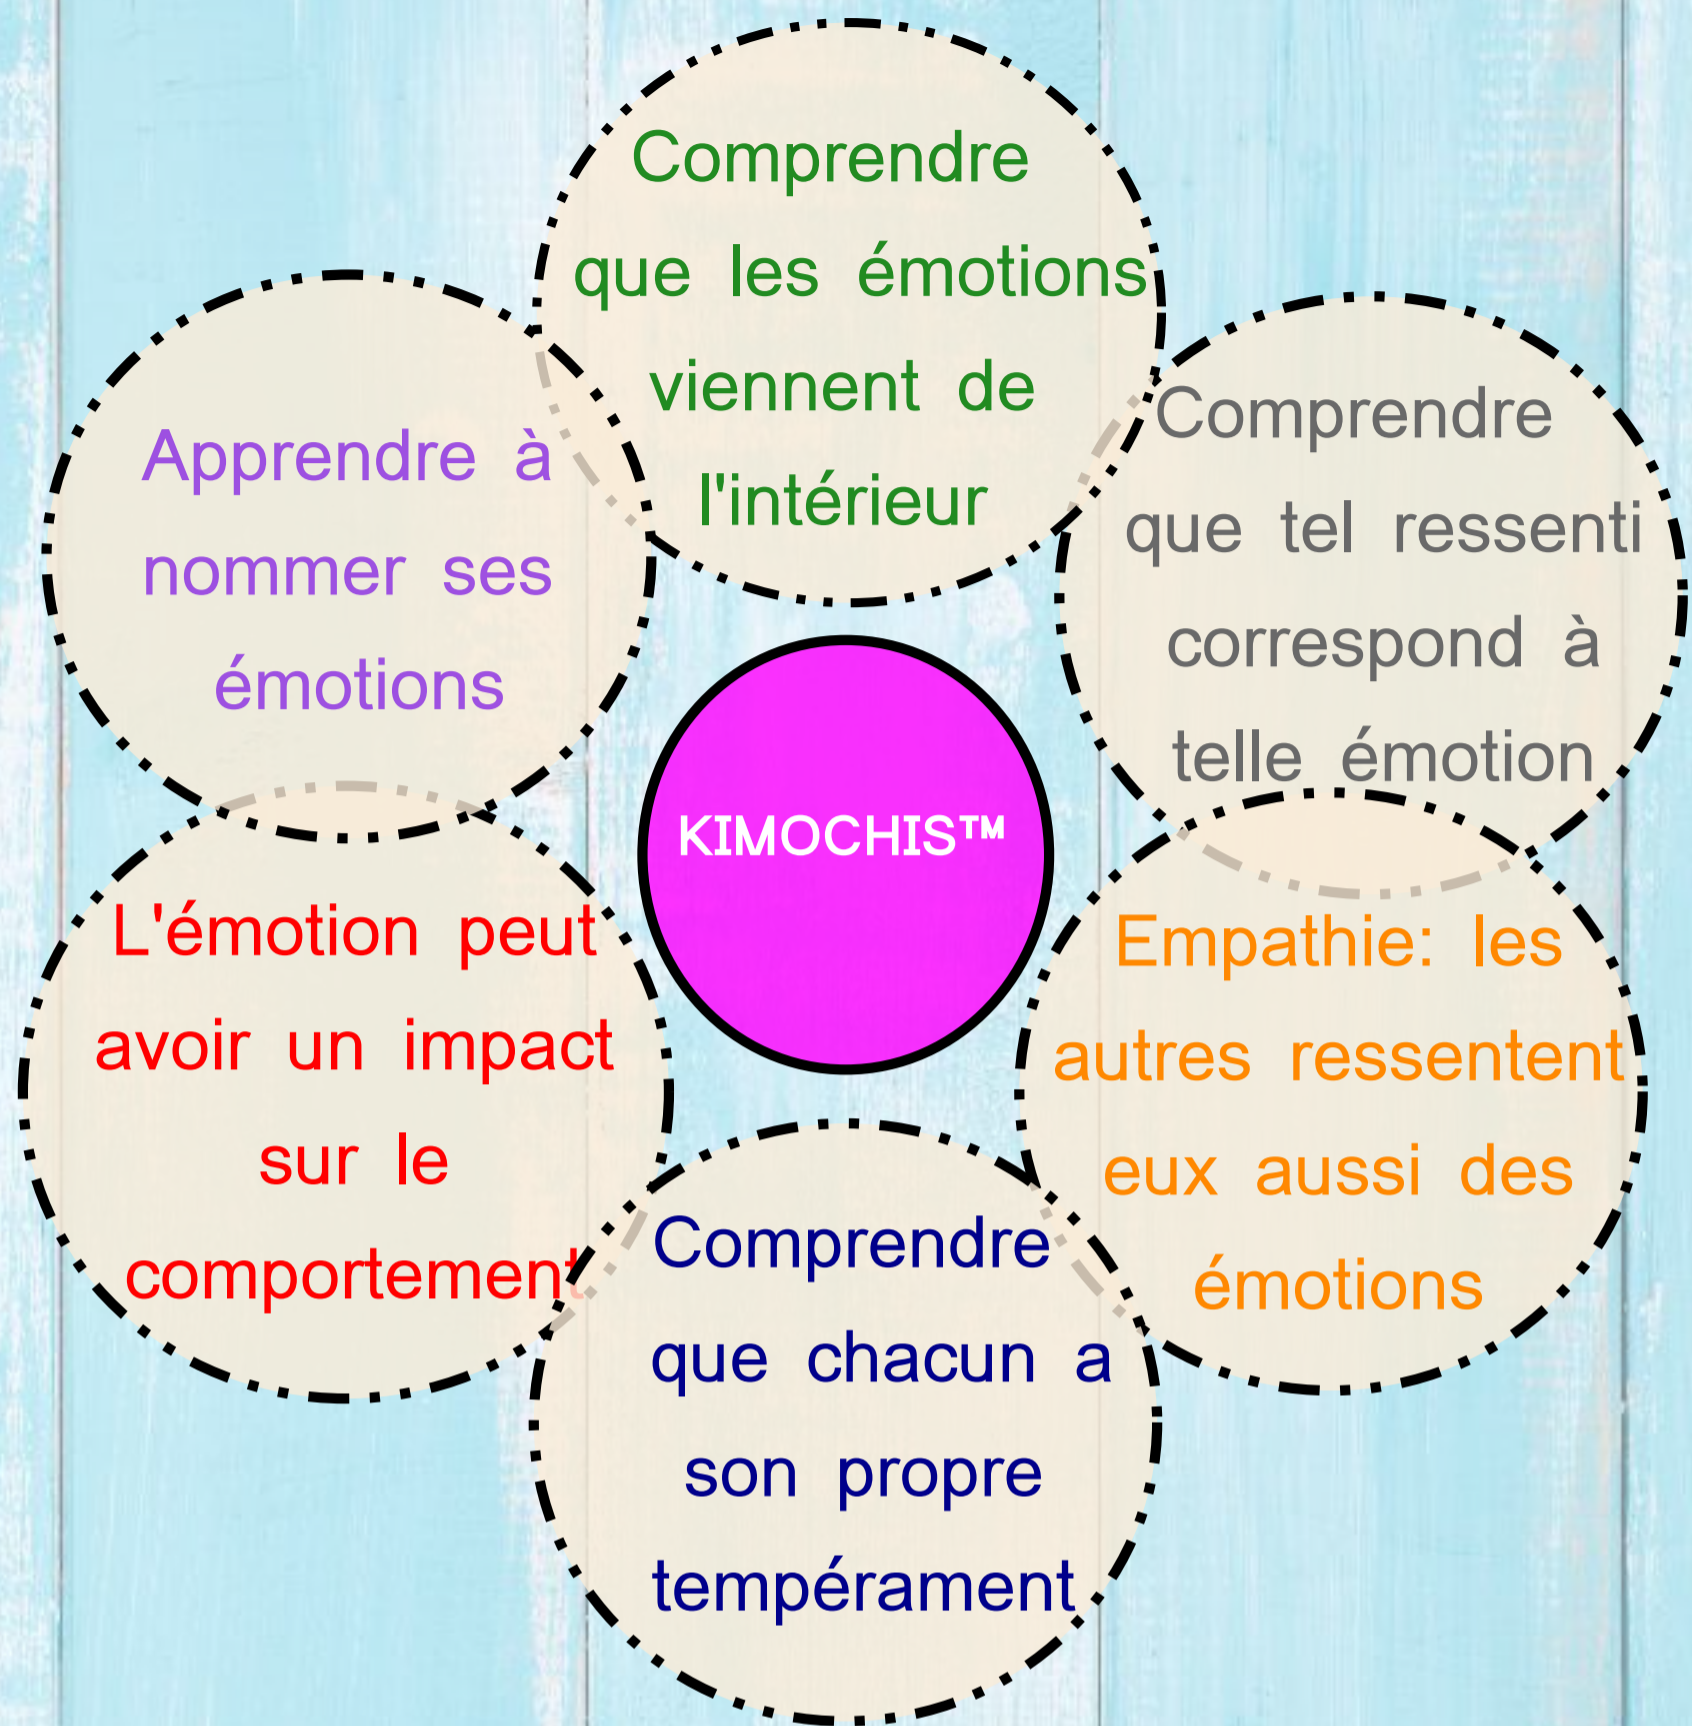 Comprendre
que les émotions
viennent de
l'intérieur
Comprendre
que tel ressenti
correspond à
telle émotion
Apprendre à
nommer ses
émotions
KIMOCHIS™
L'émotion peut
avoir un impact
sur le
comportement
Empathie: les
autres ressentent
eux aussi des
émotions
Comprendre
que chacun a
son propre
tempérament